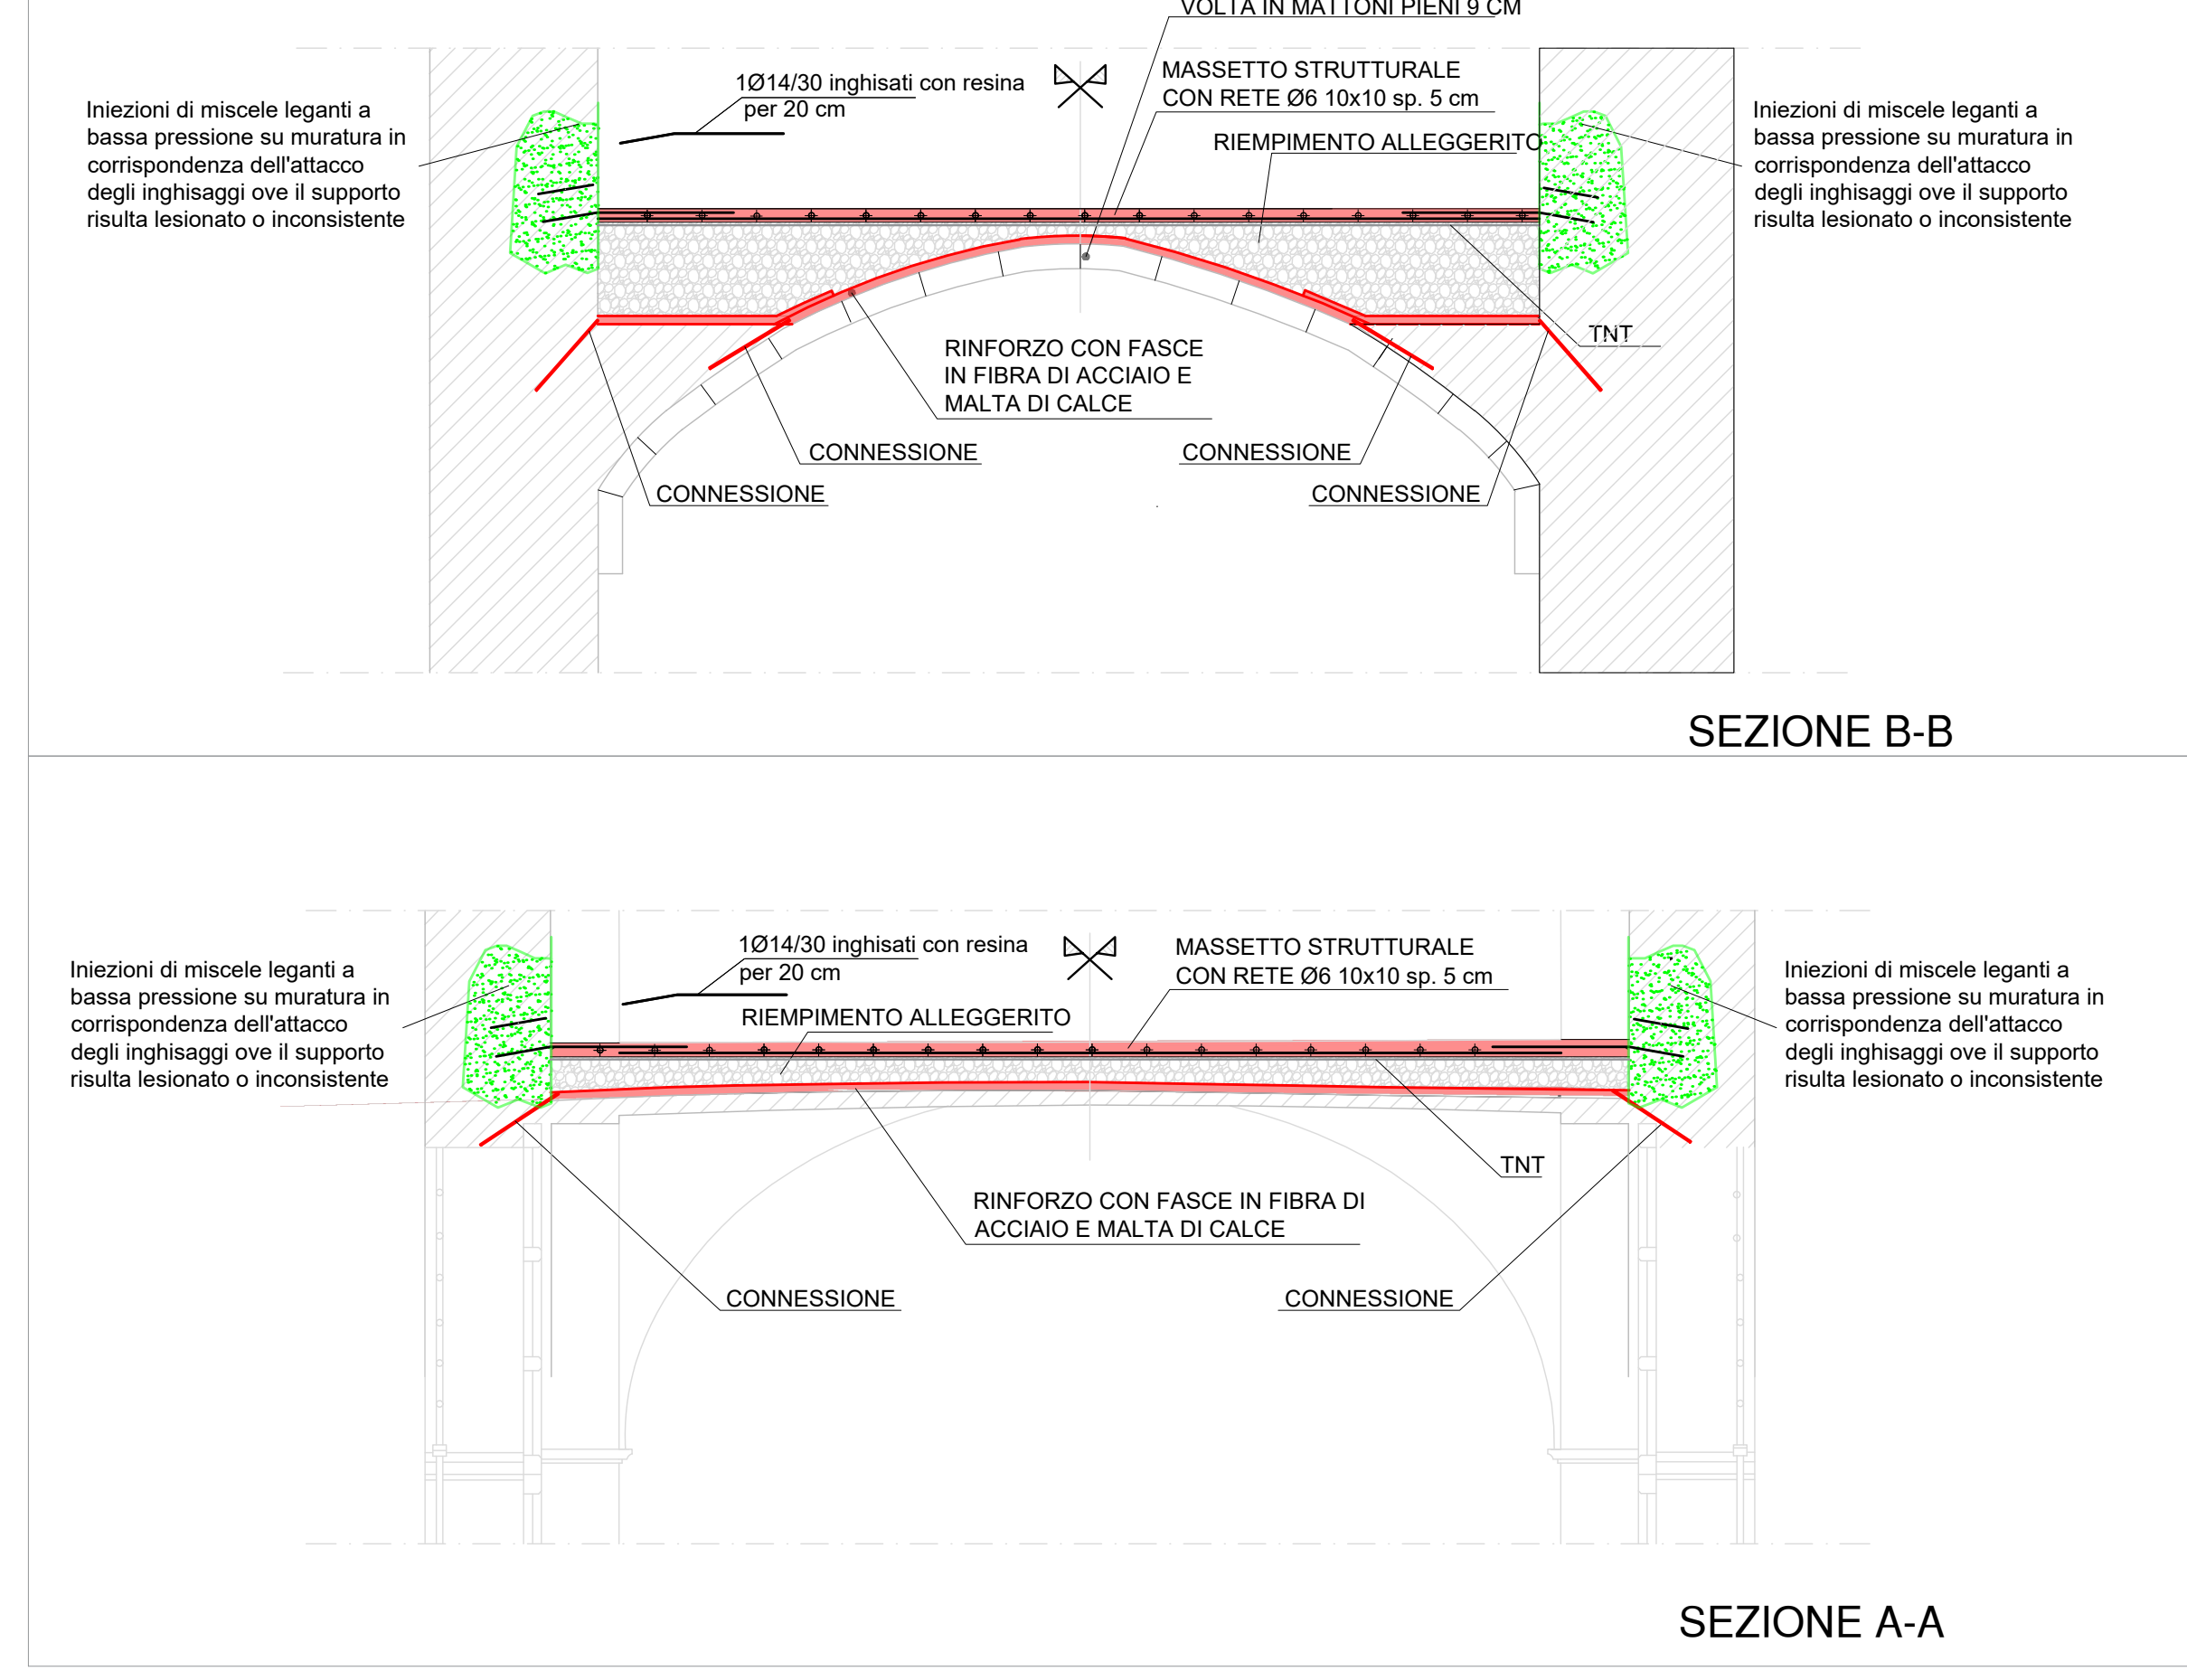 VOLTA IN MATTONI PIENI 9 CM
1Ø14/30 inghisati con resina
per 20 cm
MASSETTO STRUTTURALE
CON RETE Ø6 10x10 sp. 5 cm
RIEMPIMENTO ALLEGGERITO
Iniezioni di miscele leganti a
bassa pressione su muratura in
corrispondenza dell'attacco
degli inghisaggi ove il supporto
risulta lesionato o inconsistente
Iniezioni di miscele leganti a
bassa pressione su muratura in
corrispondenza dell'attacco
degli inghisaggi ove il supporto
risulta lesionato o inconsistente
TNT
RINFORZO CON FASCE
IN FIBRA DI ACCIAIO E
MALTA DI CALCE
CONNESSIONE
CONNESSIONE
CONNESSIONE
CONNESSIONE
SEZIONE B-B
1Ø14/30 inghisati con resina
per 20 cm
MASSETTO STRUTTURALE
CON RETE Ø6 10x10 sp. 5 cm
RIEMPIMENTO ALLEGGERITO
Iniezioni di miscele leganti a
bassa pressione su muratura in
corrispondenza dell'attacco
degli inghisaggi ove il supporto
risulta lesionato o inconsistente
Iniezioni di miscele leganti a
bassa pressione su muratura in
corrispondenza dell'attacco
degli inghisaggi ove il supporto
risulta lesionato o inconsistente
TNT
RINFORZO CON FASCE IN FIBRA DI
ACCIAIO E MALTA DI CALCE
CONNESSIONE
CONNESSIONE
SEZIONE A-A